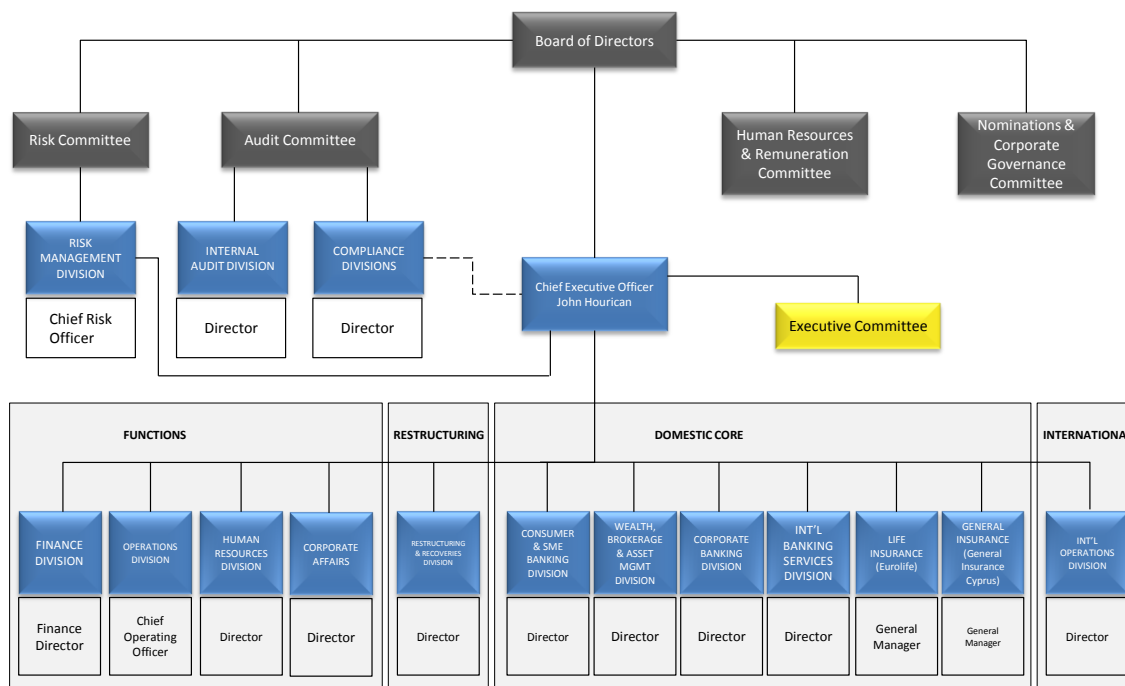 Board of Directors
Risk Committee
Audit Committee
Human Resources
& Remuneration
Committee
Nominations &
Corporate
Governance
Committee
RISK
MANAGEMENT
DIVISION
INTERNAL
AUDIT DIVISION
COMPLIANCE
DIVISIONS
Chief Executive Officer
John Hourican
Chief Risk
Officer
Director
Director
Executive Committee
FUNCTIONS
RESTRUCTURING
DOMESTIC CORE
INTERNATIONAL
FINANCE
DIVISION
OPERATIONS
DIVISION
HUMAN
RESOURCES
DIVISION
CORPORATE
AFFAIRS
RESTRUCTURING
& RECOVERIES
DIVISION
CONSUMER
& SME
BANKING
DIVISION
WEALTH,
BROKERAGE
& ASSET
MGMT
DIVISION
CORPORATE
BANKING
DIVISION
INT'L
BANKING
SERVICES
DIVISION
LIFE
INSURANCE
(Eurolife)
GENERAL
INSURANCE
(General
Insurance
Cyprus)
INT'L
OPERATIONS
DIVISION
Finance
Director
Chief
Operating
Officer
Director
Director
Director
Director
Director
Director
Director
General
Manager
General
Manager
Director